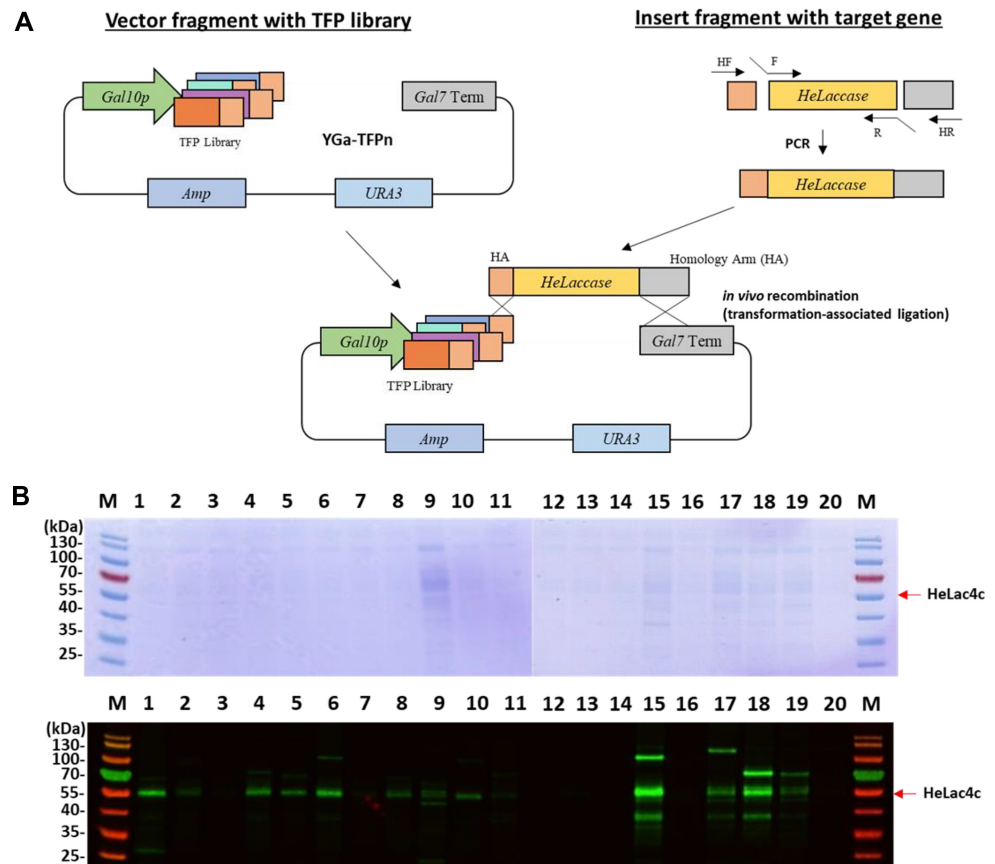 A
Vector fragment with TFP library
Insert fragment with target gene
Gal10p
TFP Library
Gal7 Term
YGa-TFPn
Amp
URA3
HF
F
HeLaccase
R
HR
PCR
HeLaccase
HA
HeLaccase
Homology Arm (HA)
in vivo recombination
(transformation-associated ligation)
Gal10p
TFP Library
Gal7 Term
Amp
URA3
B
M 1 2 3 4 5 6 7 8 9 10 11 12 13 14 15 16 17 18 19 20 M
(kDa)
130-
100-
70-
55-
40-
35-
25-
HeLac4c
M 1 2 3 4 5 6 7 8 9 10 11 12 13 14 15 16 17 18 19 20 M
(kDa)
130-
100-
70-
55-
40-
35-
25-
HeLac4c